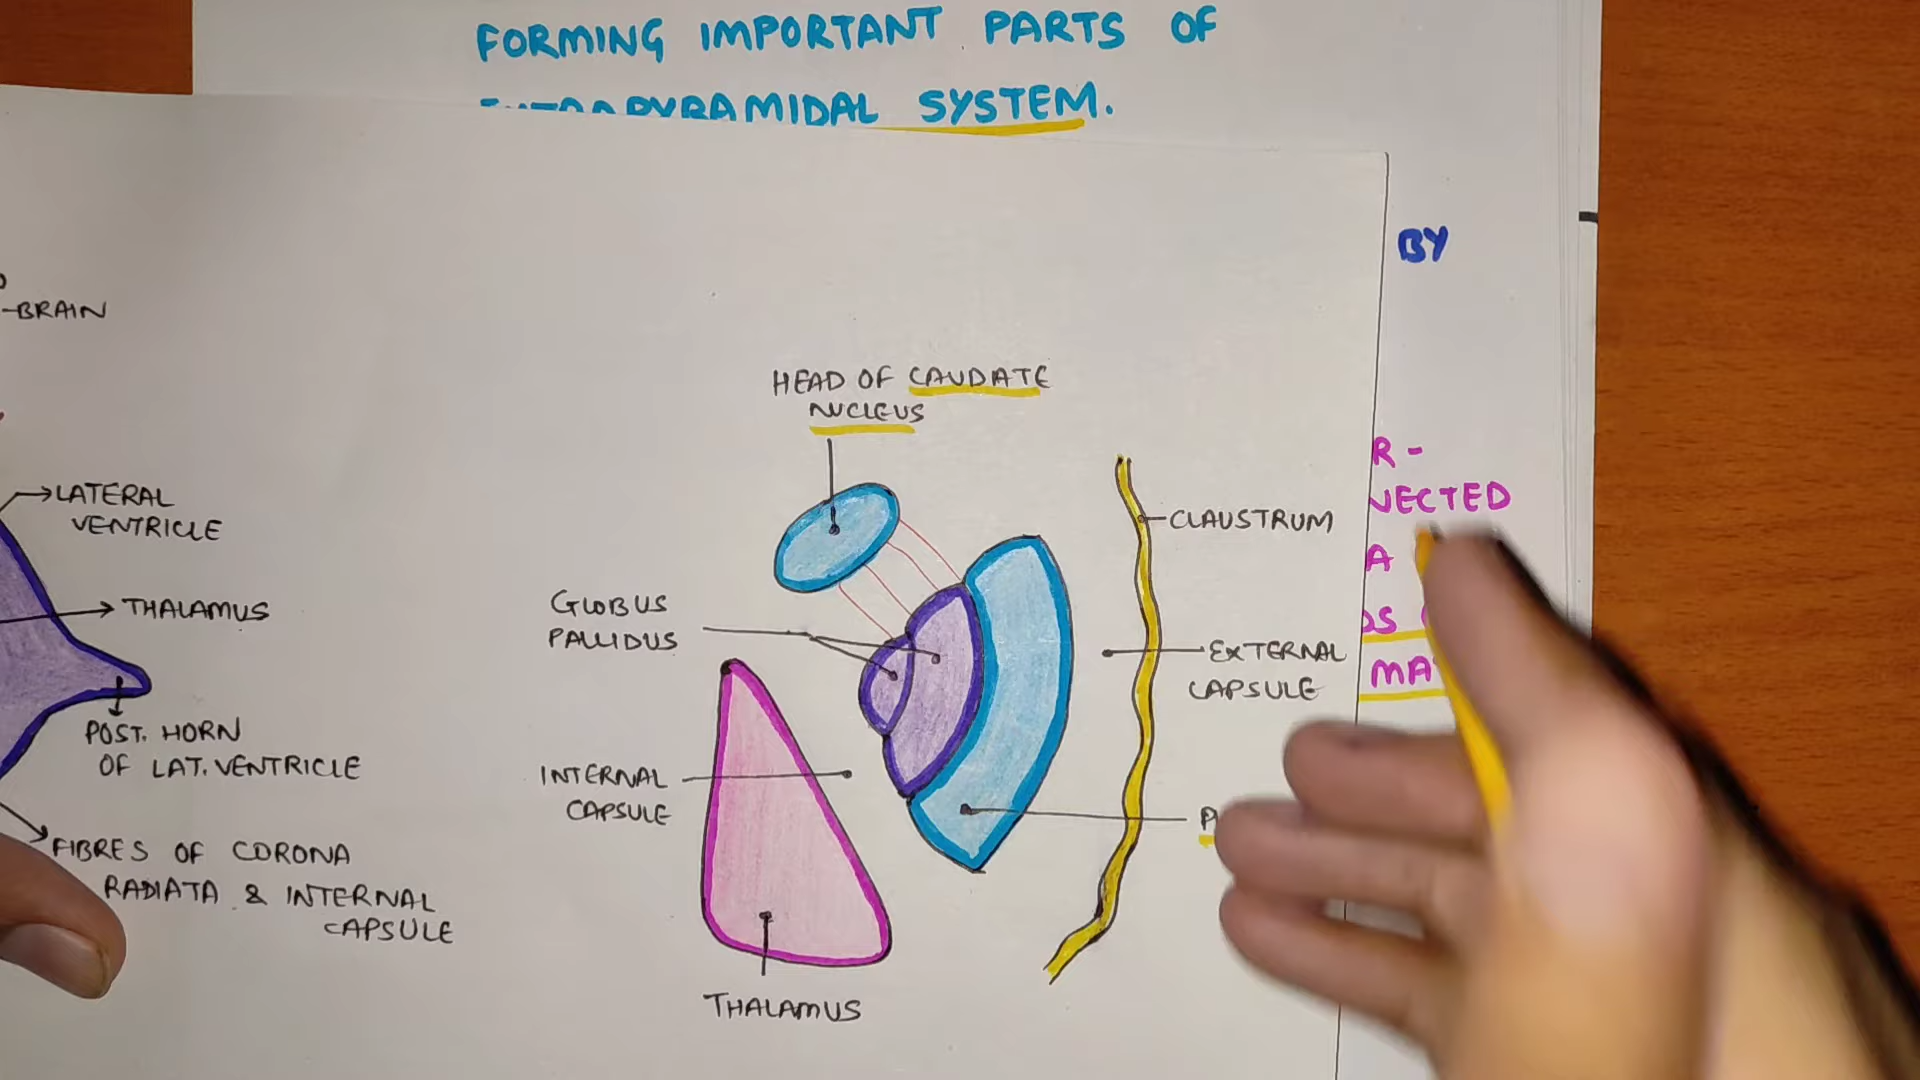 FORMING IMPORTANT PARTS OF
SYSTEM.
BY
-BRAIN
HEAD OF CAUDATE
NUCLEUS
R-
NECTED
A
LATERAL
VENTRICLE
CLAUSTRUM
THALAMUS
GLOBUS
PALLIDUS
EXTERNAL
CAPSULE
POST. HORN
OF LAT. VENTRICLE
INTERNAL
CAPSULE
FIBRES OF CORONA
RADIATA & INTERNAL
CAPSULE
THALAMUS